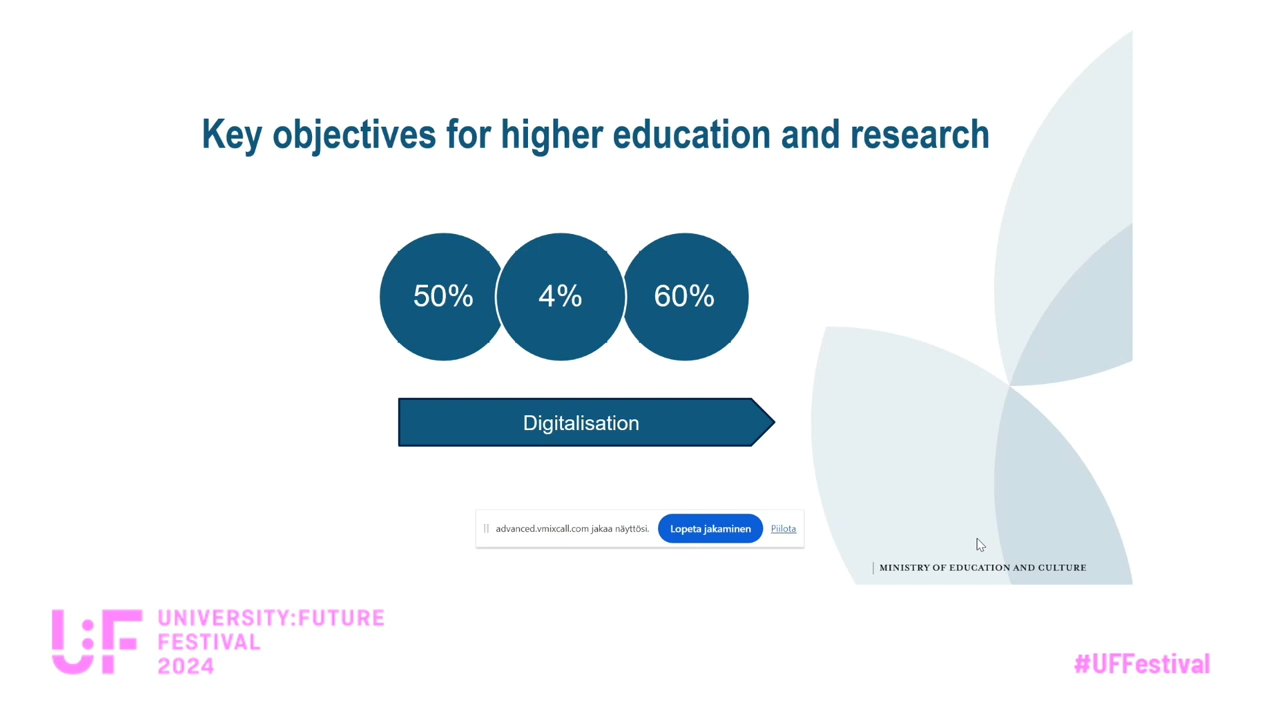 Key objectives for higher education and research
50%
4%
60%
Digitalisation
advanced.vmixcall.com jakaa näyttösi.
Lopeta jakaminen
Piilota
MINISTRY OF EDUCATION AND CULTURE
U:F
UNIVERSITY:FUTURE
FESTIVAL
2024
#UFFestival